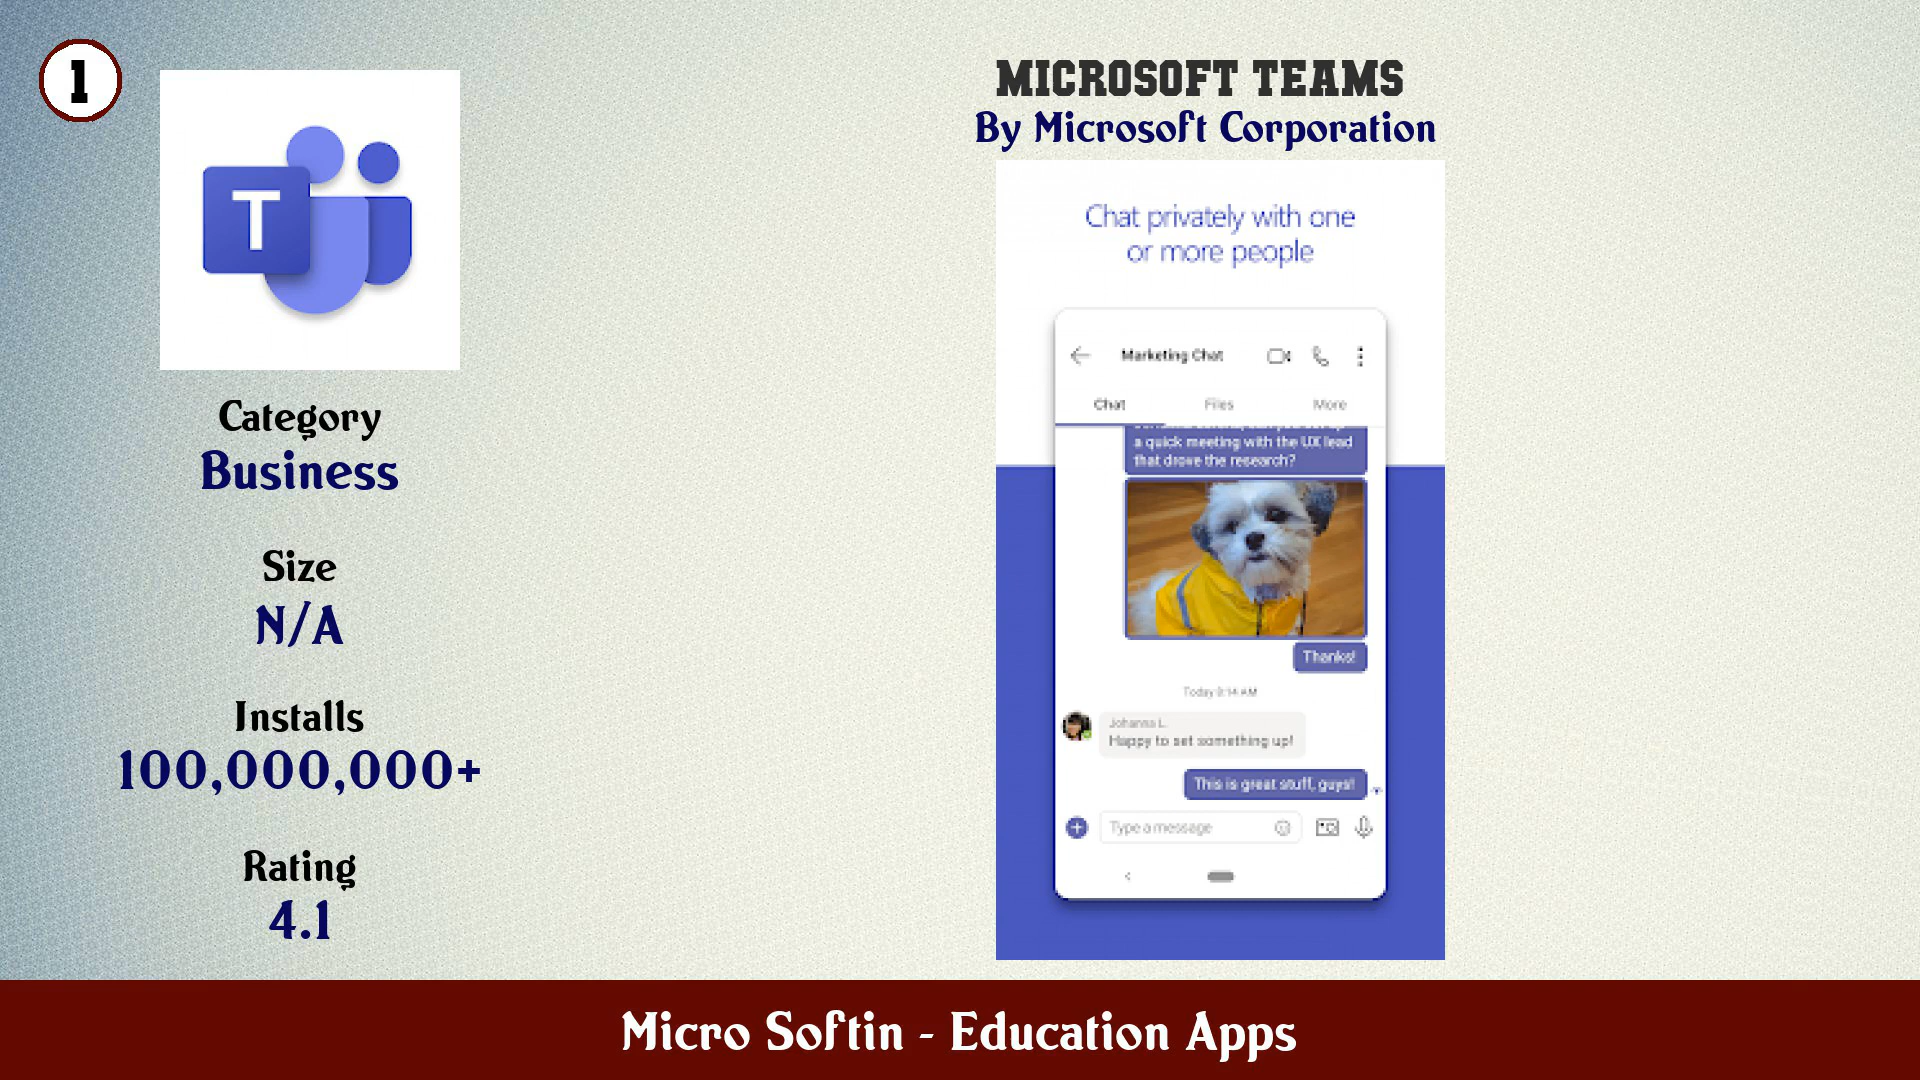 1
T
Category
Business
Size
N/A
Installs
100,000,000+
Rating
4.1
MICROSOFT TEAMS
By Microsoft Corporation
Chat privately with one
or more people
Marketing Chat
Chat Files More
a quick meeting with the UX lead
that drove the research?
Thanks!
Today AM
Johanna L.
Happy to set something up!
This is great stuff, guys!
Type a message
Micro Softin - Education Apps